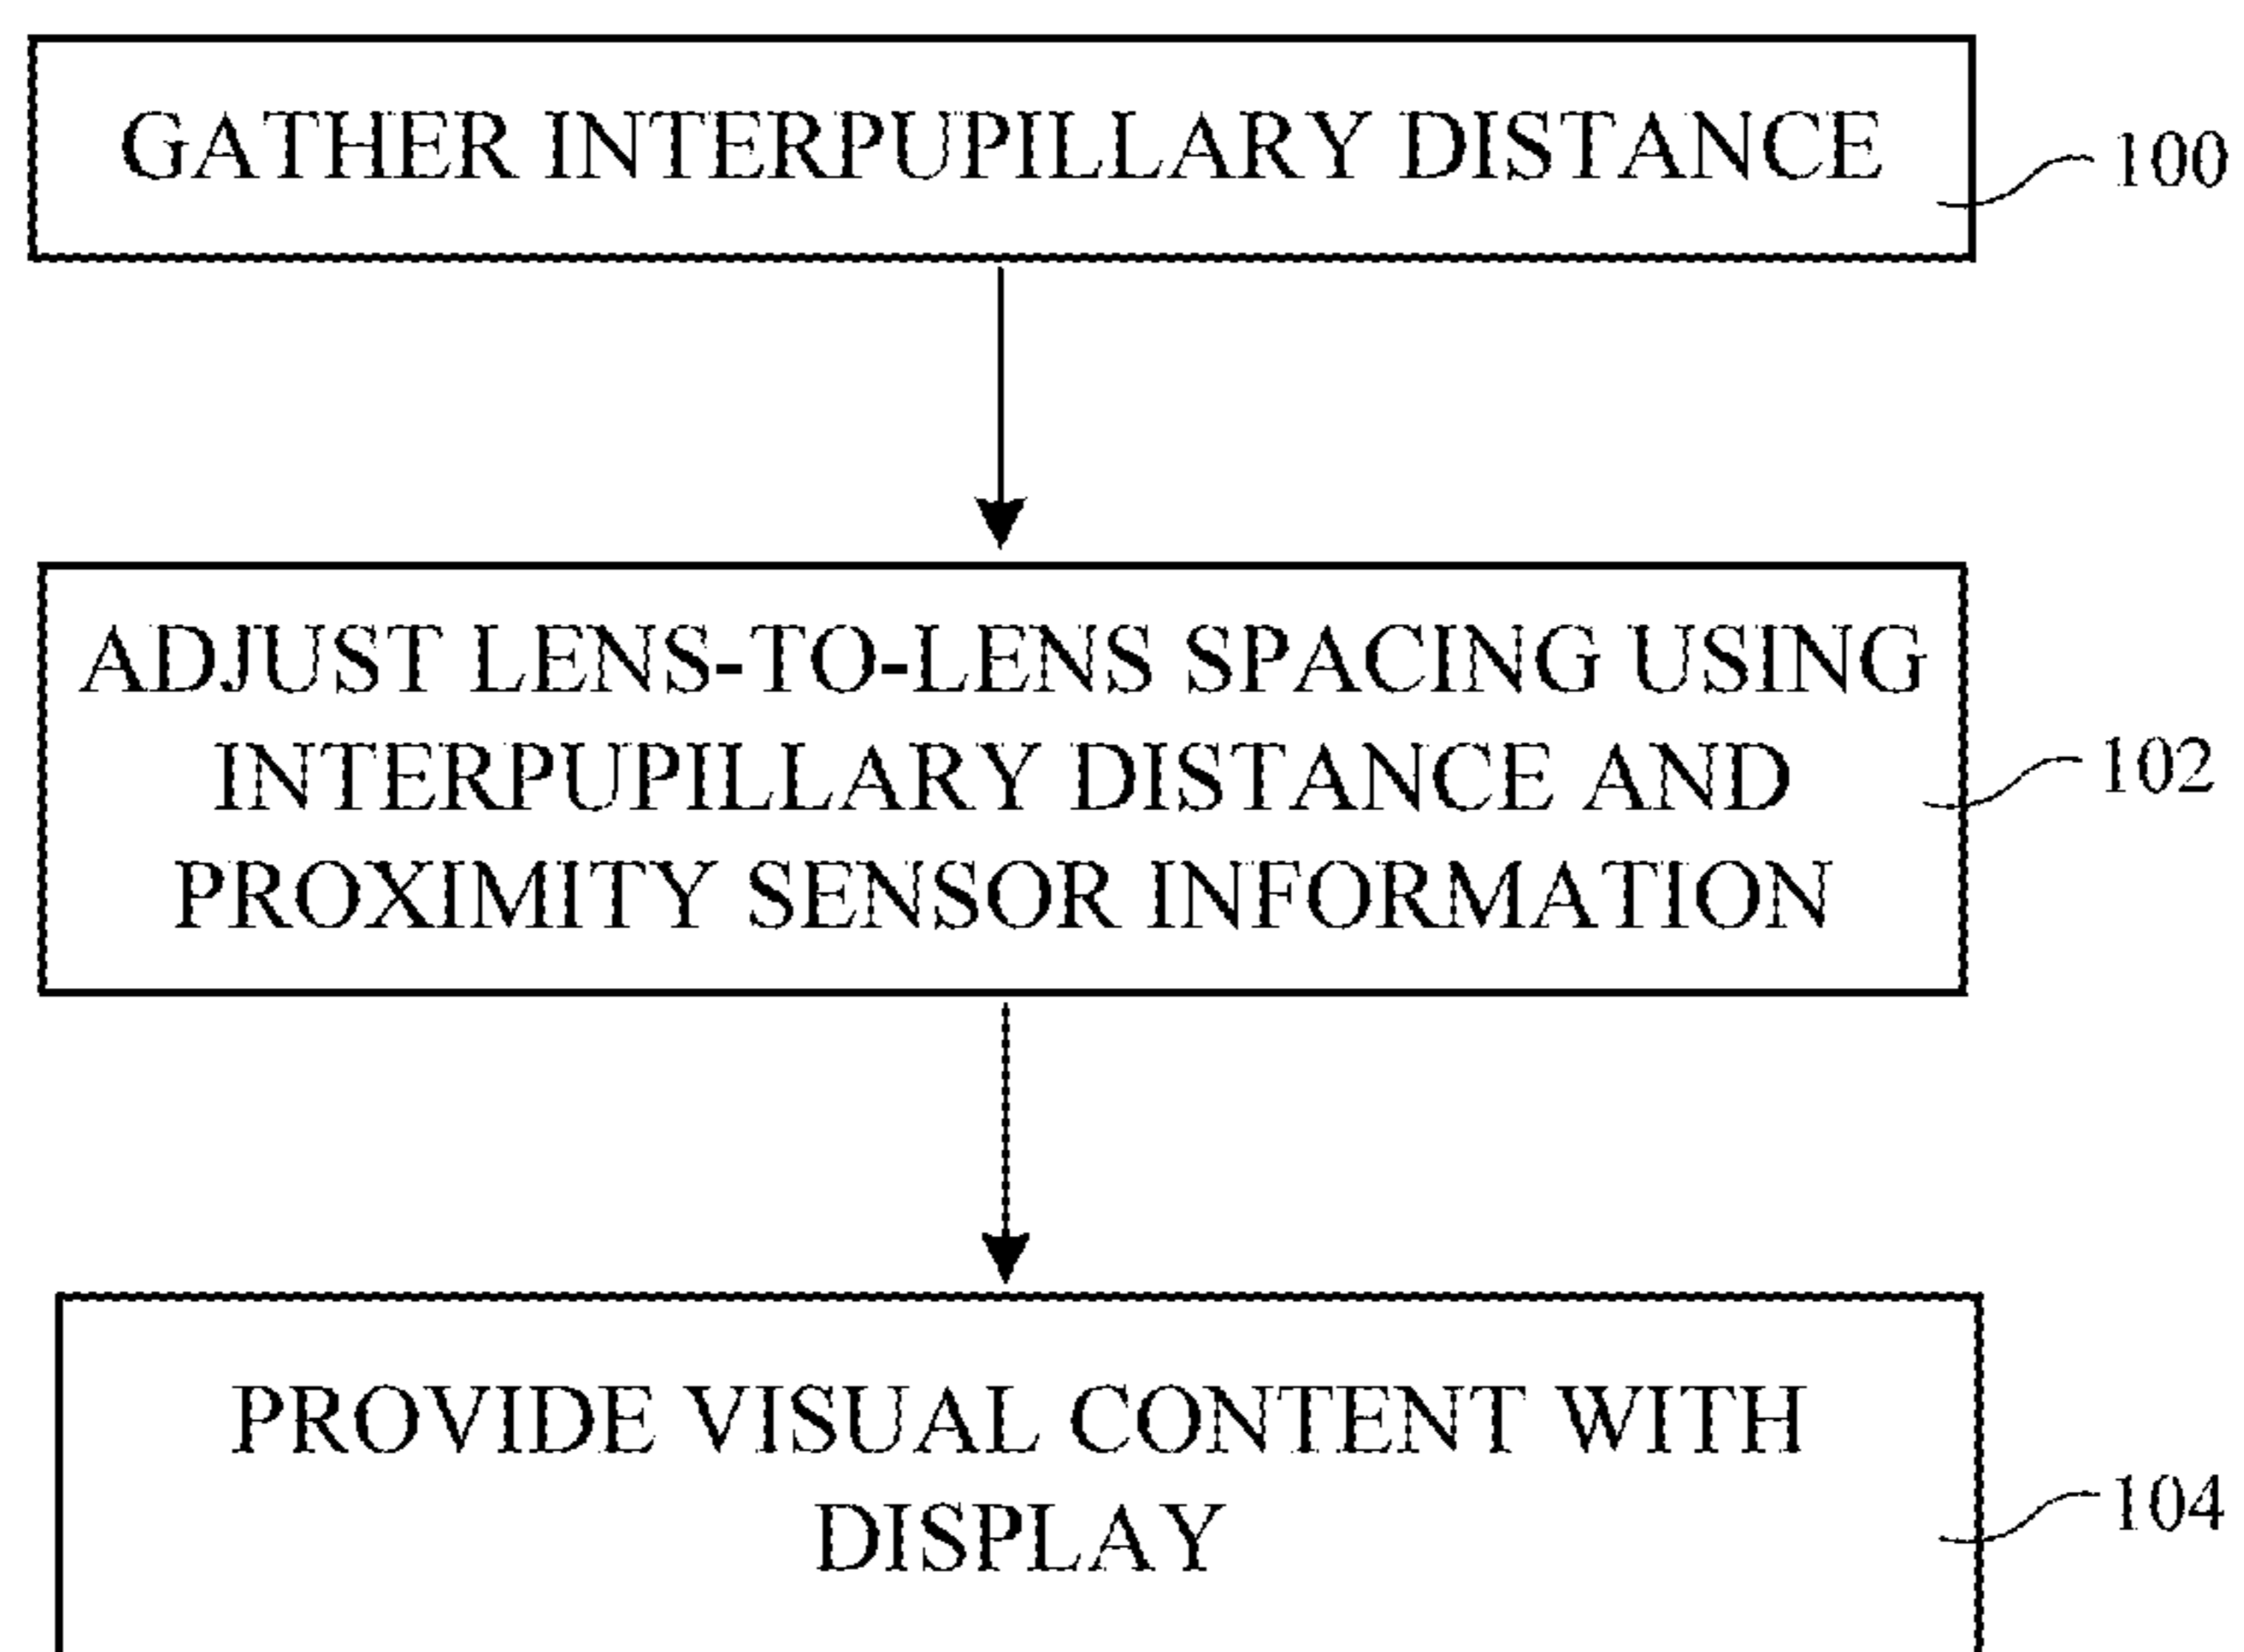 GATHER INTERPUPILLARY DISTANCE
100
ADJUST LENS-TO-LENS SPACING USING
INTERPUPILLARY DISTANCE AND
102
PROXIMITY SENSOR INFORMATION
PROVIDE VISUAL CONTENT WITH
104
DISPLAY